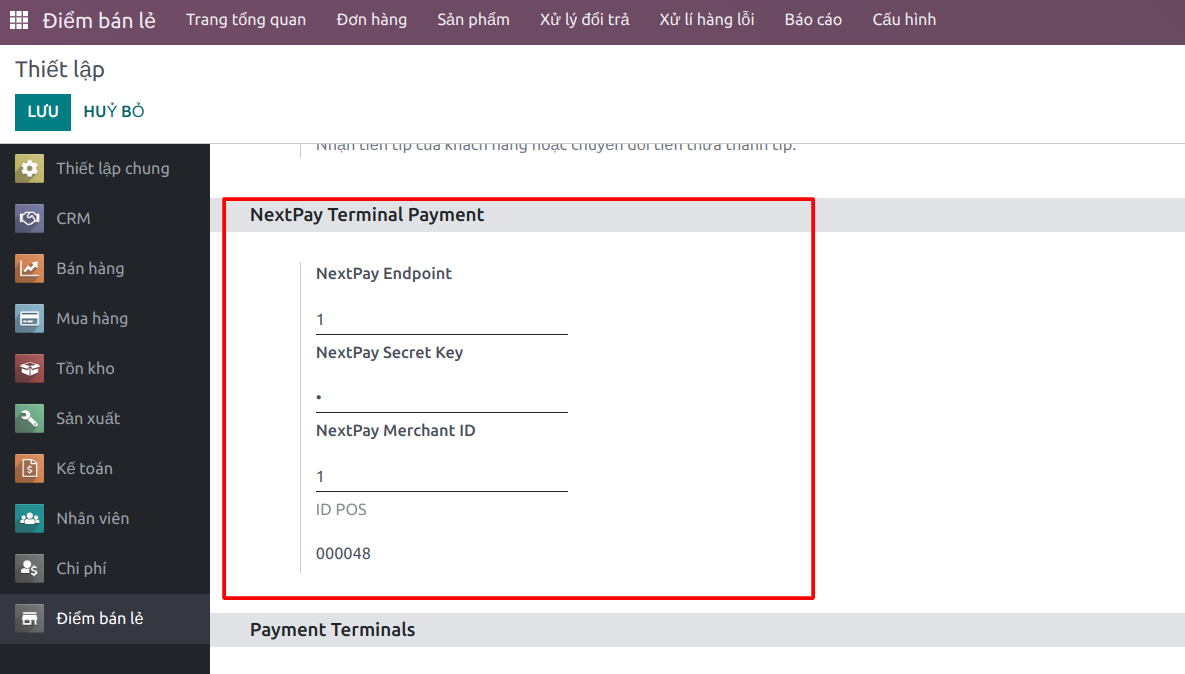 Điểm bán lẻ Trang tổng quan Đơn hàng Sản phẩm Xử lý đổi trả Xử lí hàng lỗi Báo cáo Cấu hình
Thiết lập
LƯU HUỶ BỎ
Nhận tiền tip của khách hàng hoặc chuyển đổi tiền thừa thành tip.
Thiết lập chung
CRM
Bán hàng
Mua hàng
Tồn kho
Sản xuất
Kế toán
Nhân viên
Chi phí
Điểm bán lẻ
NextPay Terminal Payment
NextPay Endpoint
1
NextPay Secret Key
•
NextPay Merchant ID
1
ID POS
000048
Payment Terminals